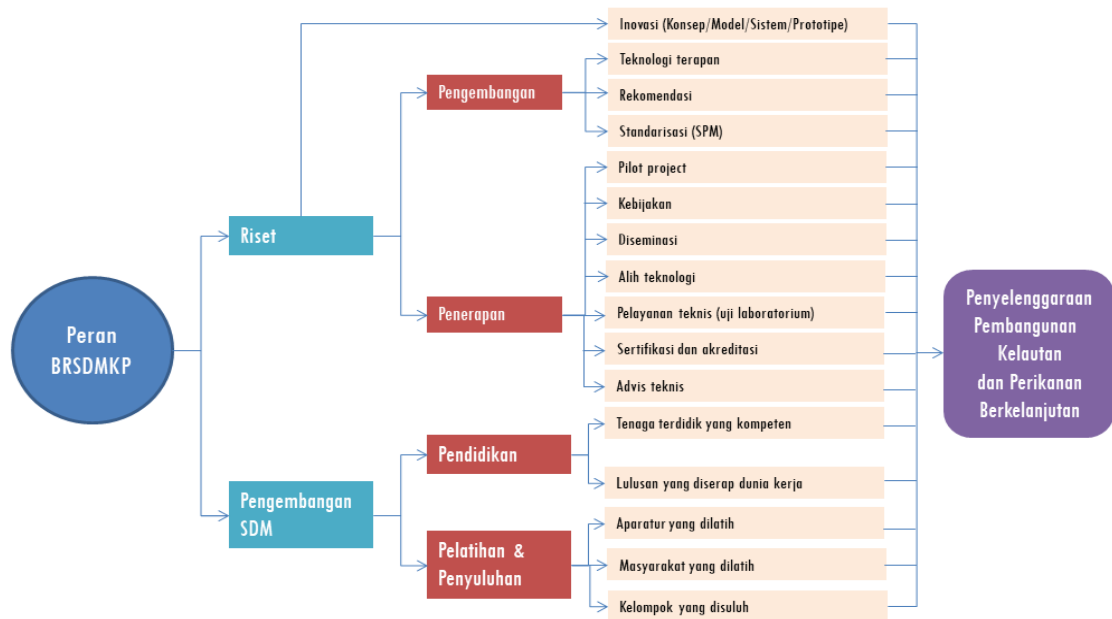 Peran
BRSDMKP
Riset
Pengembangan
SDM
Pengembangan
Penerapan
Pendidikan
Pelatihan &
Penyuluhan
Inovasi (Konsep/Model/Sistem/Prototipe)
Teknologi terapan
Rekomendasi
Standarisasi (SPM)
Pilot project
Kebijakan
Diseminasi
Alih teknologi
Pelayanan teknis (uji laboratorium)
Sertifikasi dan akreditasi
Advis teknis
Tenaga terdidik yang kompeten
Lulusan yang diserap dunia kerja
Aparatur yang dilatih
Masyarakat yang dilatih
Kelompok yang disuluh
Penyelenggaraan
Pembangunan
Kelautan
dan Perikanan
Berkelanjutan